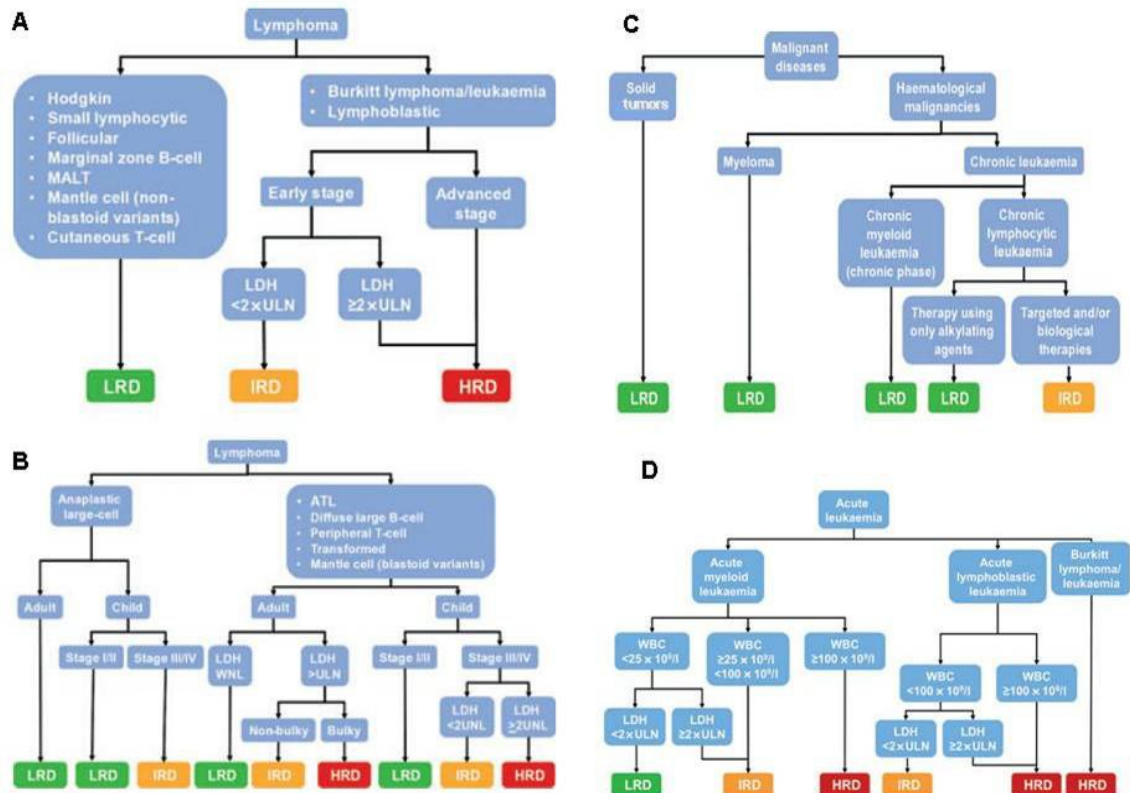 A
Lymphoma
• Hodgkin
• Small lymphocytic
• Follicular
• Marginal zone B-cell
• MALT
• Mantle cell (non-
blastoid variants)
• Cutaneous T-cell
• Burkitt lymphoma/leukaemia
• Lymphoblastic
Early stage
Advanced
stage
LDH
<2×ULN
LDH
≥2×ULN
LRD
IRD
HRD
C
Malignant
diseases
Solid
tumors
Haematological
malignancies
Myeloma
Chronic leukaemia
Chronic
myeloid
leukaemia
(chronic phase)
Chronic
lymphocytic
leukaemia
Therapy using
only alkylating
agents
Targeted and/or
biological
therapies
LRD
LRD
LRD
LRD
IRD
B
Lymphoma
Anaplastic
large-cell
• ATL
• Diffuse large B-cell
• Peripheral T-cell
• Transformed
• Mantle cell (blastoid variants)
Adult
Child
Adult
Child
Stage I/II
Stage III/IV
LDH
WNL
LDH
>ULN
Stage I/II
Stage III/IV
Non-bulky
Bulky
LDH
<2UNL
LDH
≥2UNL
LRD
LRD
IRD
LRD
IRD
HRD
LRD
IRD
HRD
D
Acute
leukaemia
Acute
myeloid
leukaemia
Acute
lymphoblastic
leukaemia
Burkitt
lymphoma/
leukaemia
WBC
<25 × 10⁹/l
WBC
≥25 × 10⁹/l
<100 × 10⁹/l
WBC
≥100 × 10⁹/l
WBC
<100 × 10⁹/l
WBC
≥100 × 10⁹/l
LDH
<2×ULN
LDH
≥2×ULN
LDH
<2×ULN
LDH
≥2×ULN
LRD
IRD
HRD
IRD
HRD
HRD